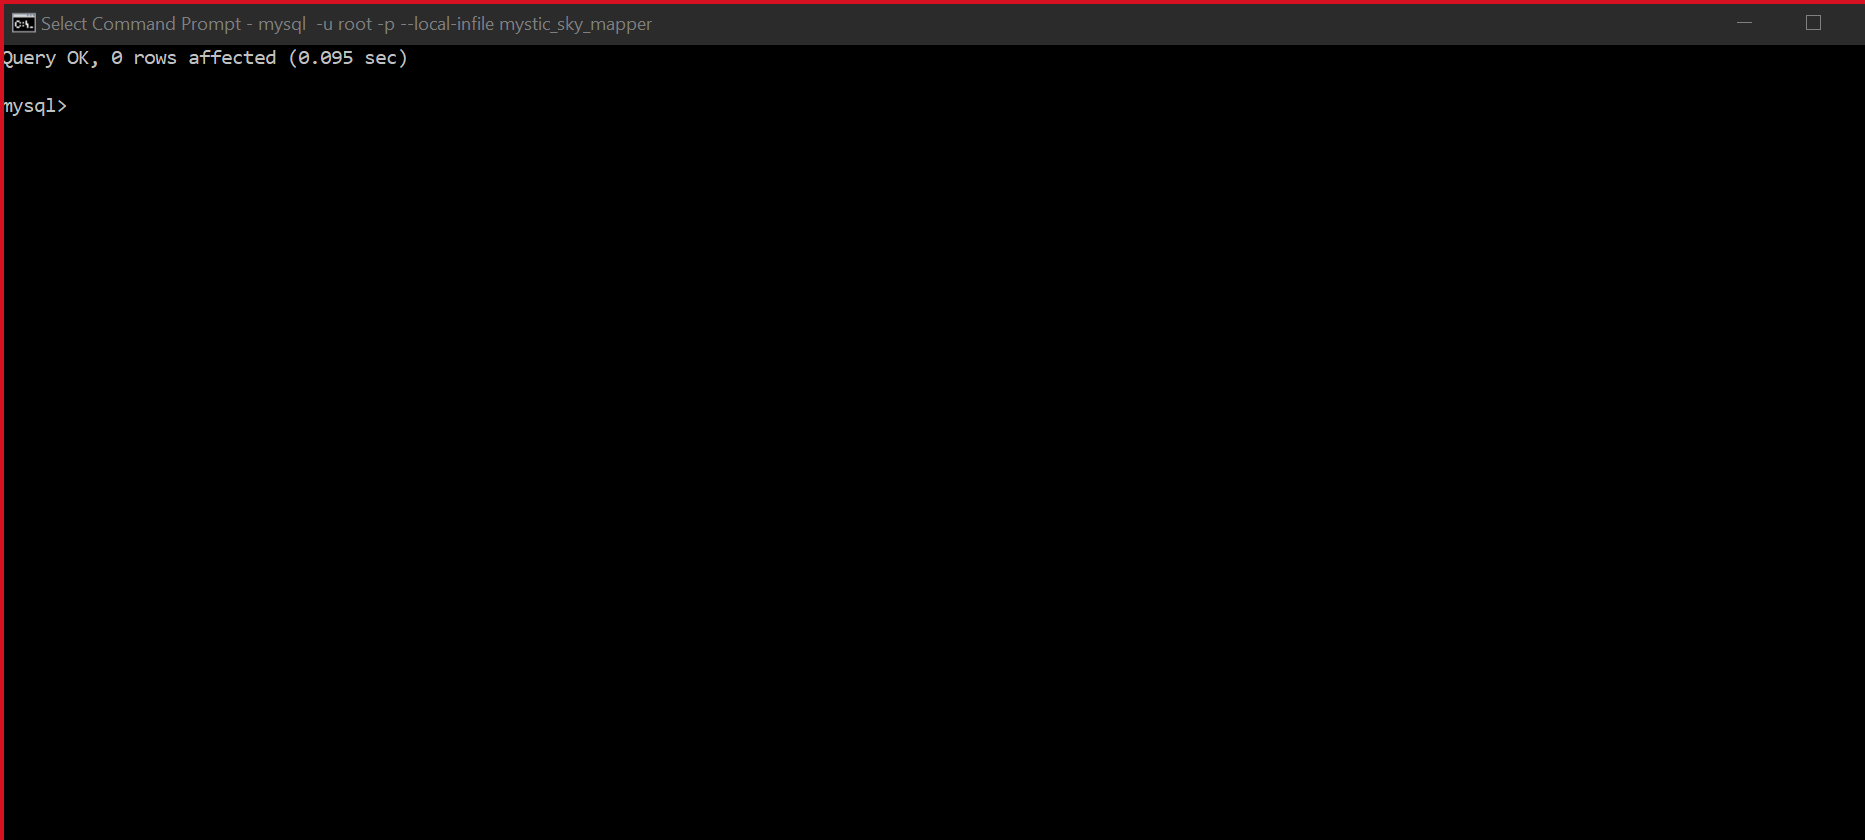 Select Command Prompt - mysql  -u root -p --local-infile mystic_sky_mapper
Query OK, 0 rows affected (0.095 sec)
mysql>